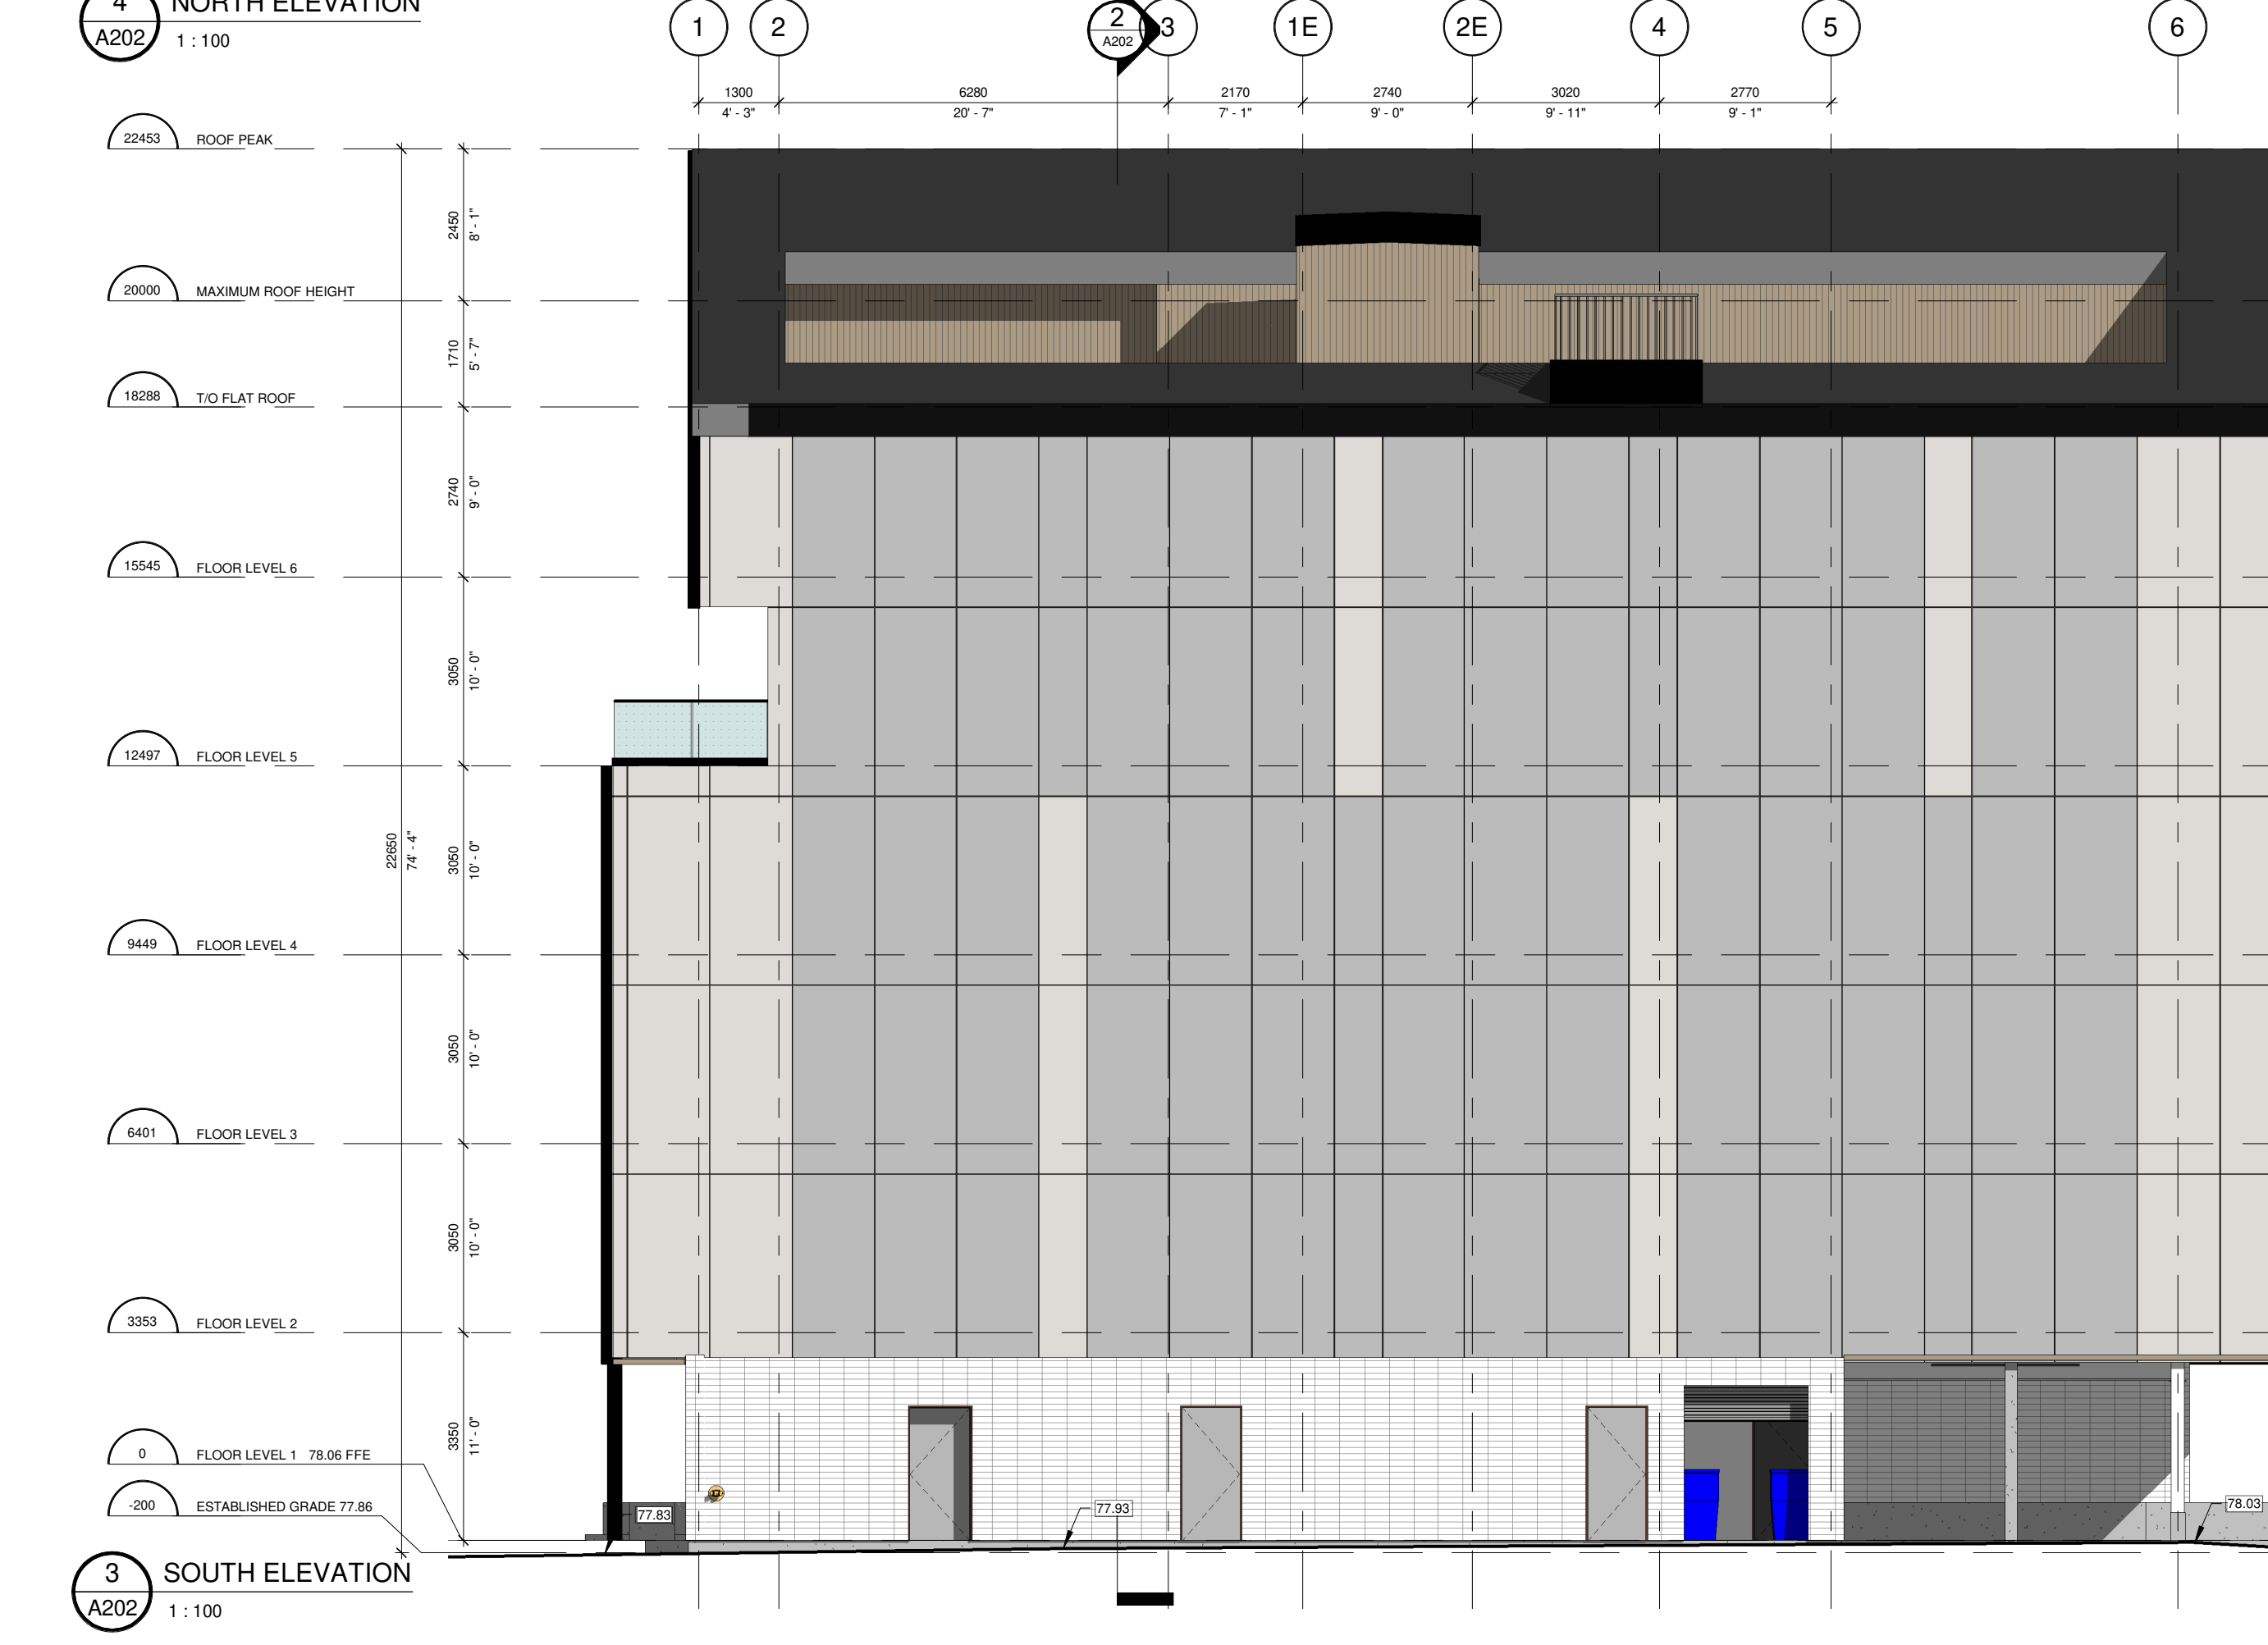 4
NORTH ELEVATION
A202
1 : 100
1
2
2
A202
3
1E
2E
4
5
6
1300
6280
2170
2740
3020
2770
4' - 3"
20' - 7"
7' - 1"
9' - 0"
9' - 11"
9' - 1"
22453
ROOF PEAK
2450
8' - 1"
20000
MAXIMUM ROOF HEIGHT
1710
5' - 7"
18288
T/O FLAT ROOF
2740
9' - 0"
15545
FLOOR LEVEL 6
3050
10' - 0"
12497
FLOOR LEVEL 5
22650
74' - 4"
3050
10' - 0"
9449
FLOOR LEVEL 4
3050
10' - 0"
6401
FLOOR LEVEL 3
3050
10' - 0"
3353
FLOOR LEVEL 2
3350
11' - 0"
0
FLOOR LEVEL 1 78.06 FFE
-200
ESTABLISHED GRADE 77.86
77.83
77.93
78.03
3
SOUTH ELEVATION
A202
1 : 100